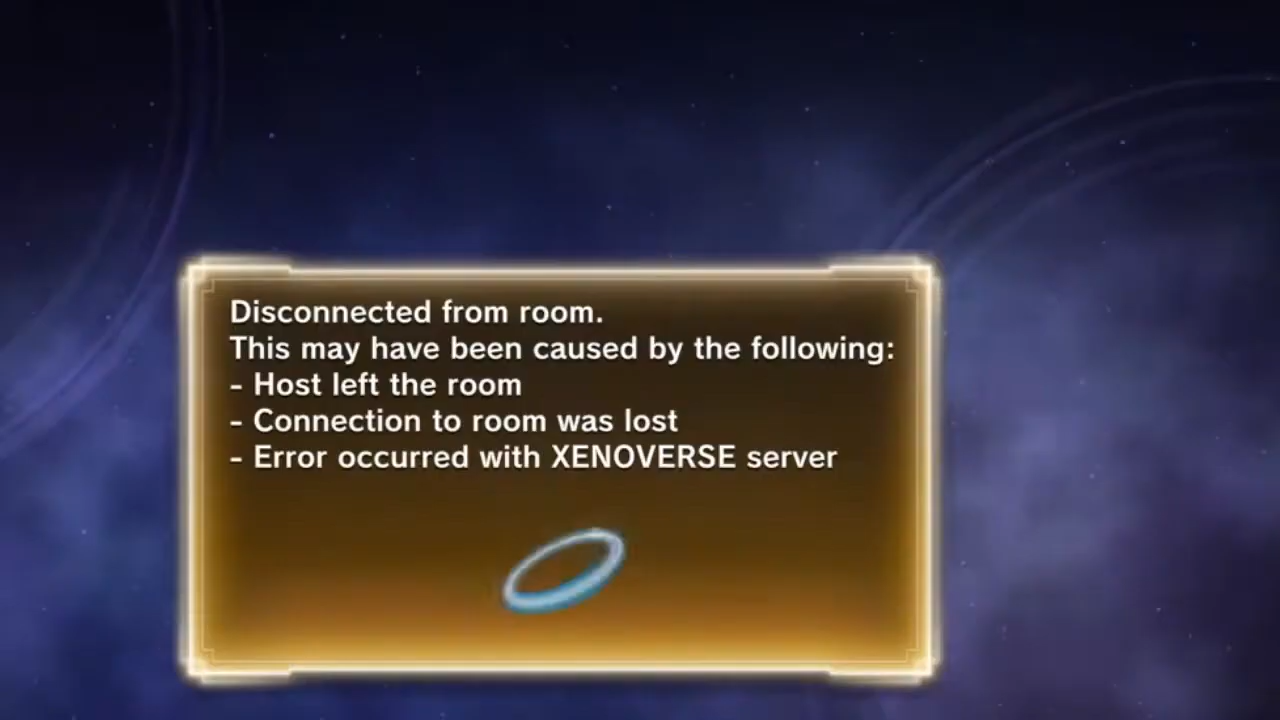 Disconnected from room.
This may have been caused by the following:
- Host left the room
- Connection to room was lost
- Error occurred with XENOVERSE server